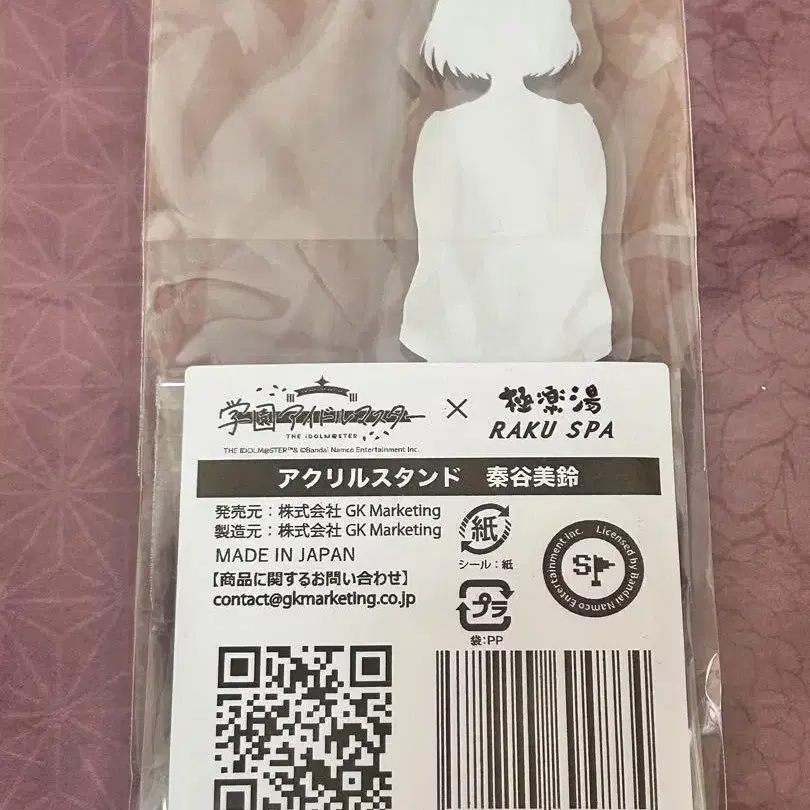 学園アイドルマスター
THE IDOLM@STER
×
極楽湯
RAKU SPA
THE IDOLM@STER™& ©Bandai Namco Entertainment Inc.
アクリルスタンド 秦谷美鈴
発売元：株式会社 GK Marketing
製造元：株式会社 GK Marketing
MADE IN JAPAN
【商品に関するお問い合わせ】
contact@gkmarketing.co.jp
紙
シール：紙
プラ
袋：PP
Licensed by Bandai Namco Entertainment Inc.
SP